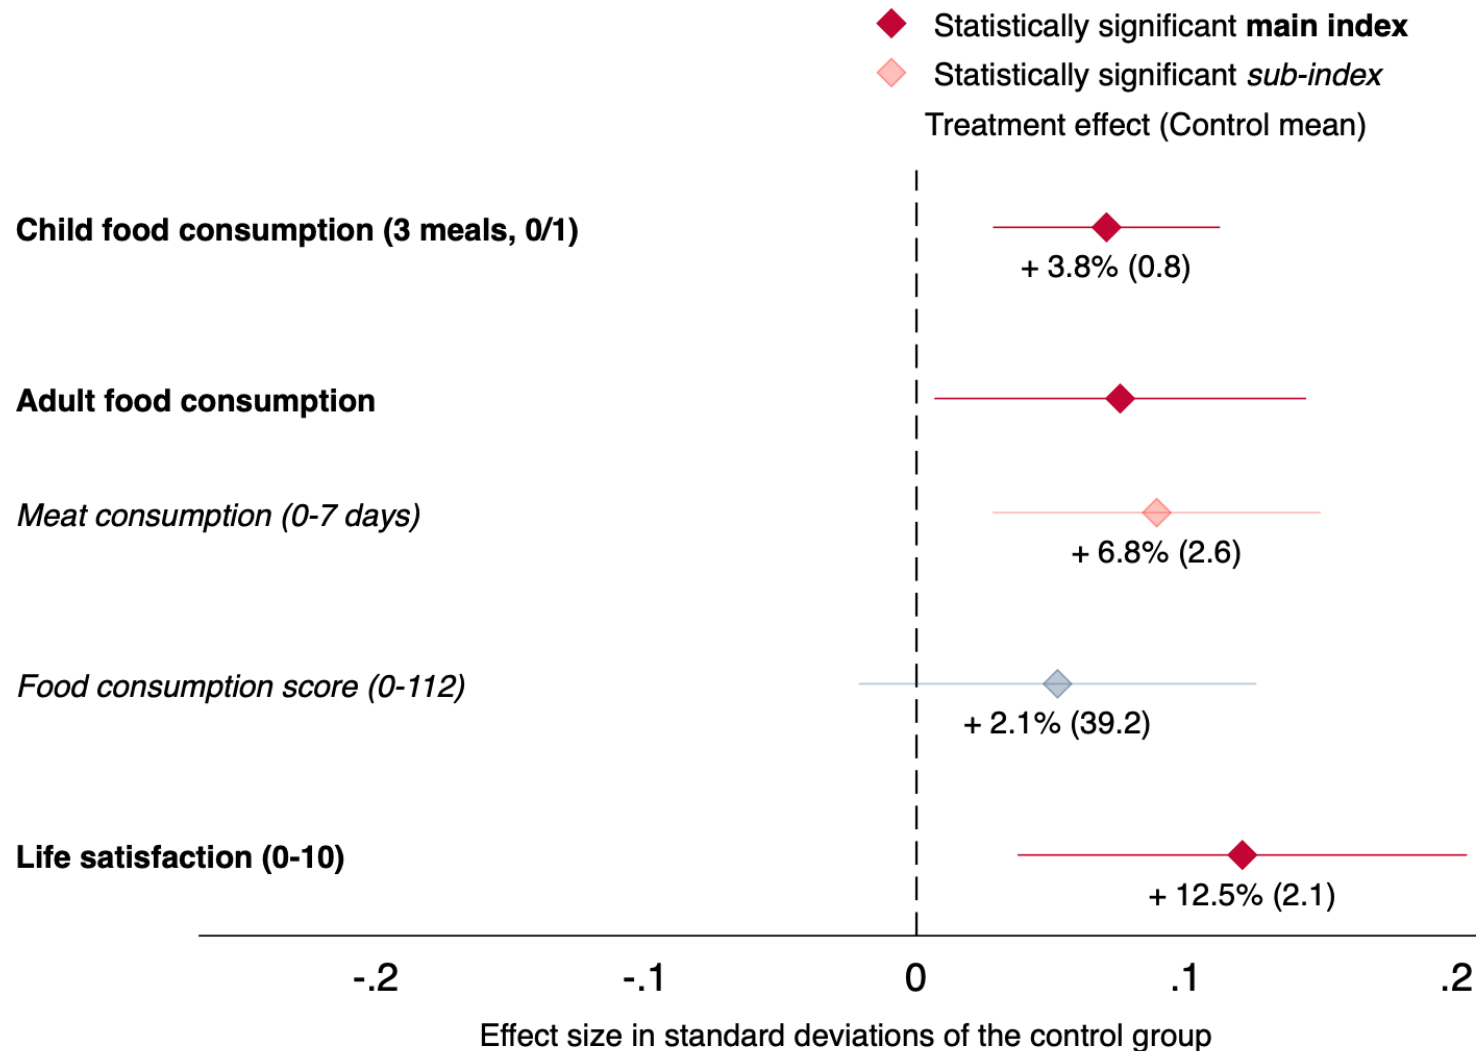 Statistically significant main index
Statistically significant sub-index
Treatment effect (Control mean)
Child food consumption (3 meals, 0/1)
+ 3.8% (0.8)
Adult food consumption
Meat consumption (0-7 days)
+ 6.8% (2.6)
Food consumption score (0-112)
+ 2.1% (39.2)
Life satisfaction (0-10)
+ 12.5% (2.1)
-.2 -.1 0 .1 .2
Effect size in standard deviations of the control group